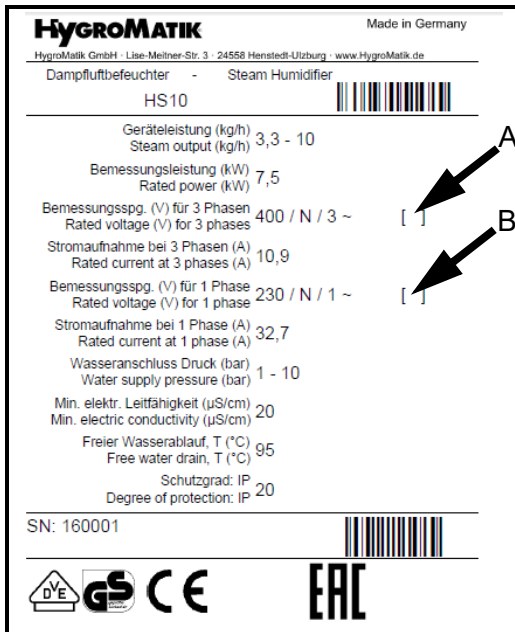 HYGROMATIK
Made in Germany
HygroMatik GmbH · Lise-Meitner-Str. 3 · 24558 Henstedt-Ulzburg · www.HygroMatik.de
Dampfluftbefeuchter - Steam Humidifier
HS10
Geräteleistung (kg/h)
Steam output (kg/h) 3,3 - 10
Bemessungsleistung (kW)
Rated power (kW) 7,5
A
Bemessungsspg. (V) für 3 Phasen
Rated voltage (V) for 3 phases 400 / N / 3 ~ [ ]
Stromaufnahme bei 3 Phasen (A)
Rated current at 3 phases (A) 10,9
B
Bemessungsspg. (V) für 1 Phase
Rated voltage (V) for 1 phase 230 / N / 1 ~ [ ]
Stromaufnahme bei 1 Phase (A)
Rated current at 1 phase (A) 32,7
Wasseranschluss Druck (bar)
Water supply pressure (bar) 1 - 10
Min. elektr. Leitfähigkeit (µS/cm)
Min. electric conductivity (µS/cm) 20
Freier Wasserablauf, T (°C)
Free water drain, T (°C) 95
Schutzgrad: IP
Degree of protection: IP 20
SN: 160001
DVE GS CE EAC